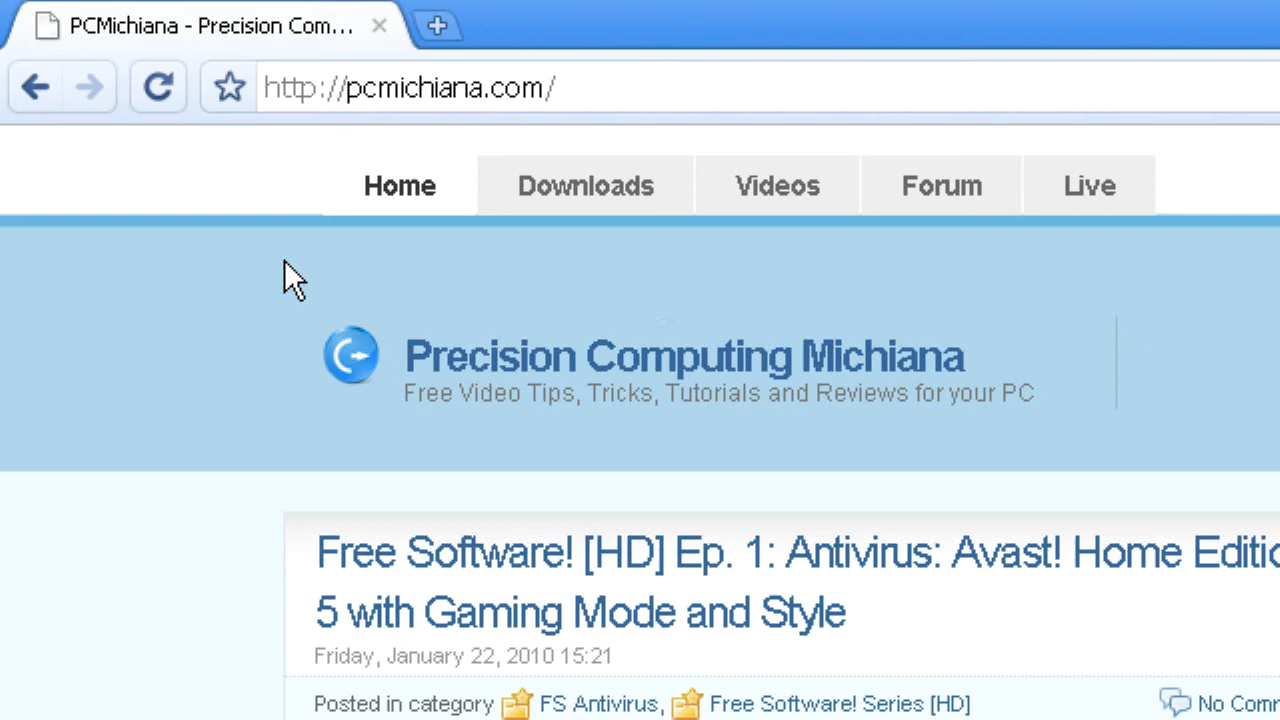 PCMichiana - Precision Com...
http://pcmichiana.com/
Home Downloads Videos Forum Live
Precision Computing Michiana
Free Video Tips, Tricks, Tutorials and Reviews for your PC
Free Software! [HD] Ep. 1: Antivirus: Avast! Home Editio
5 with Gaming Mode and Style
Friday, January 22, 2010 15:21
Posted in category FS Antivirus, Free Software! Series [HD] No Comm